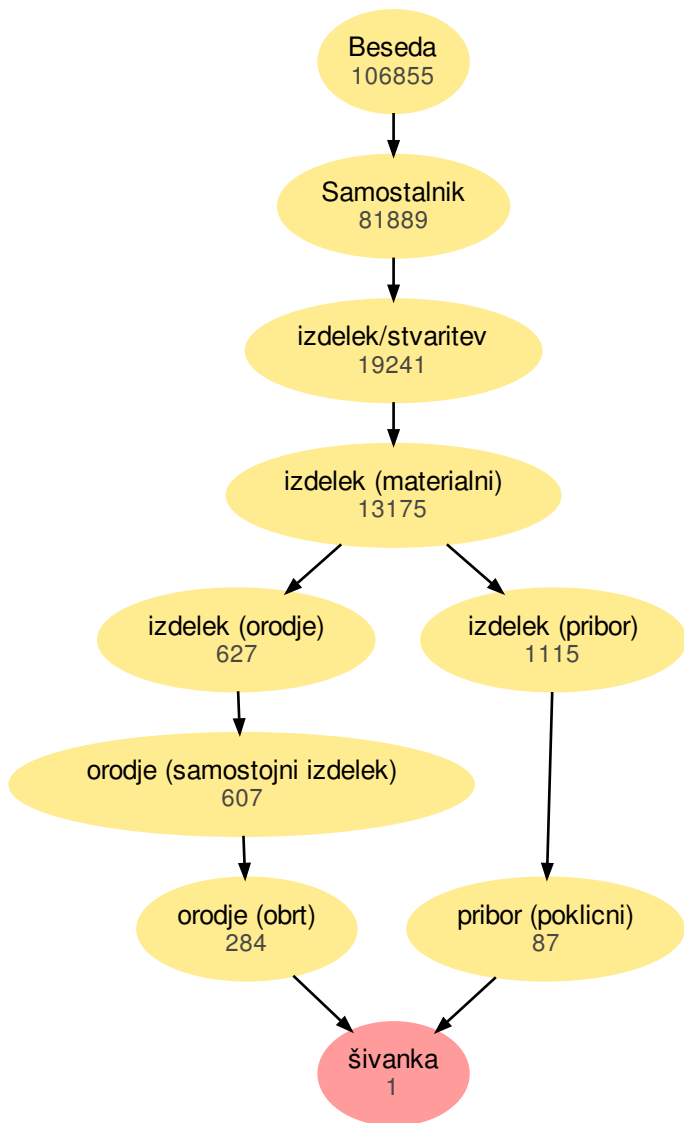 Beseda
106855
Samostalnik
81889
izdelek/stvaritev
19241
izdelek (materialni)
13175
izdelek (orodje)
627
izdelek (pribor)
1115
orodje (samostojni izdelek)
607
orodje (obrt)
284
pribor (poklicni)
87
šivanka
1